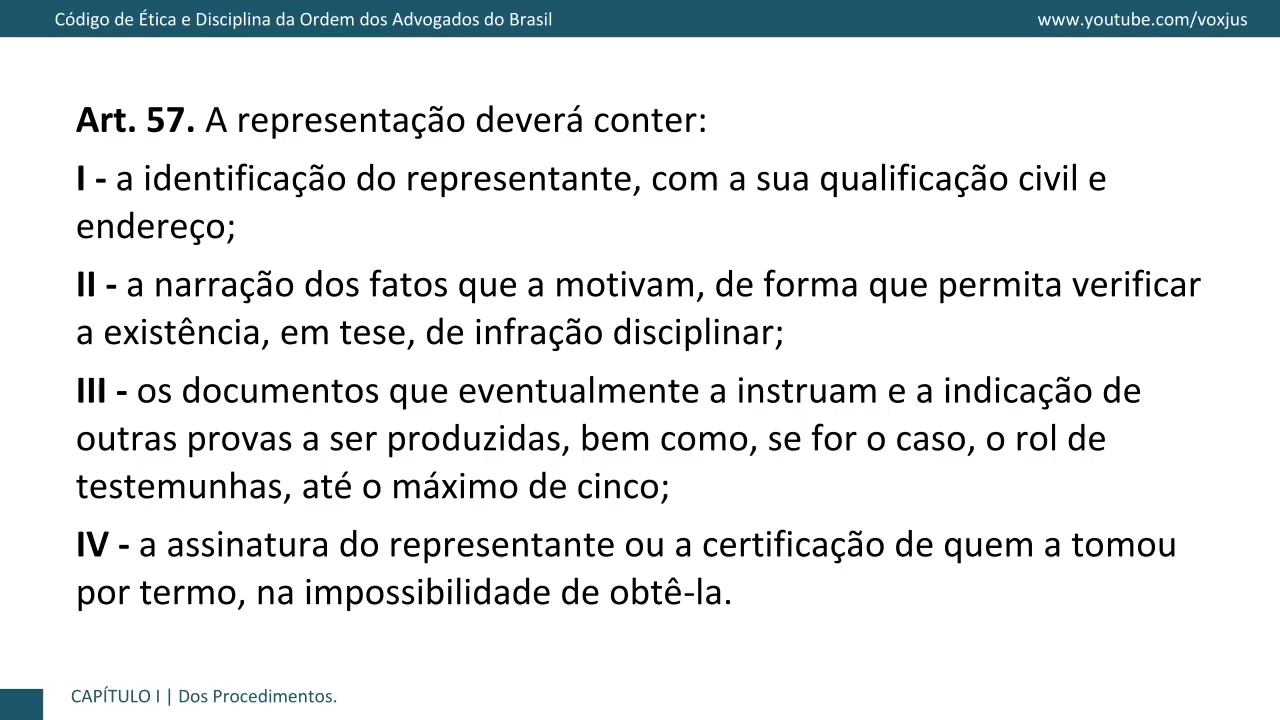 Código de Ética e Disciplina da Ordem dos Advogados do Brasil
www.youtube.com/voxjus
Art. 57. A representação deverá conter:
I - a identificação do representante, com a sua qualificação civil e
endereço;
II - a narração dos fatos que a motivam, de forma que permita verificar
a existência, em tese, de infração disciplinar;
III - os documentos que eventualmente a instruam e a indicação de
outras provas a ser produzidas, bem como, se for o caso, o rol de
testemunhas, até o máximo de cinco;
IV - a assinatura do representante ou a certificação de quem a tomou
por termo, na impossibilidade de obtê-la.
CAPÍTULO I | Dos Procedimentos.